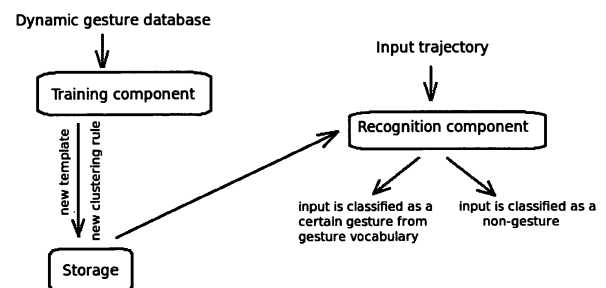 Dynamic gesture database
Training component
new template
new clustering rule
Storage
Input trajectory
Recognition component
input is classified as a
certain gesture from
gesture vocabulary
input is classified as a
non-gesture